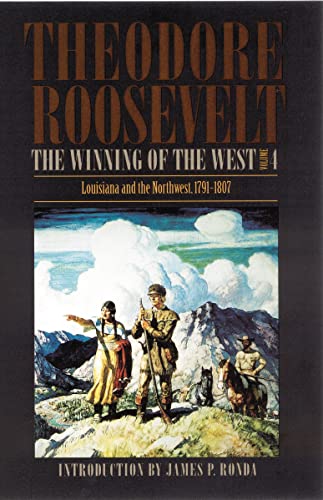 THEODORE
ROOSEVELT
THE WINNING OF THE WEST VOLUME 4
Louisiana and the Northwest, 1791-1807
INTRODUCTION BY JAMES P. RONDA